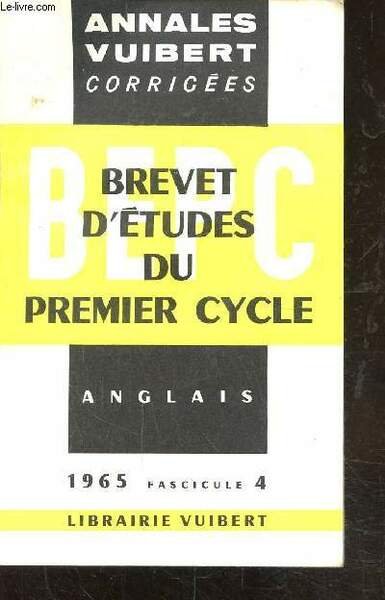 Le-livre.com
ANNALES
VUIBERT
CORRIGÉES
BEPC
BREVET
D'ÉTUDES
DU
PREMIER CYCLE
ANGLAIS
1965 FASCICULE 4
LIBRAIRIE VUIBERT